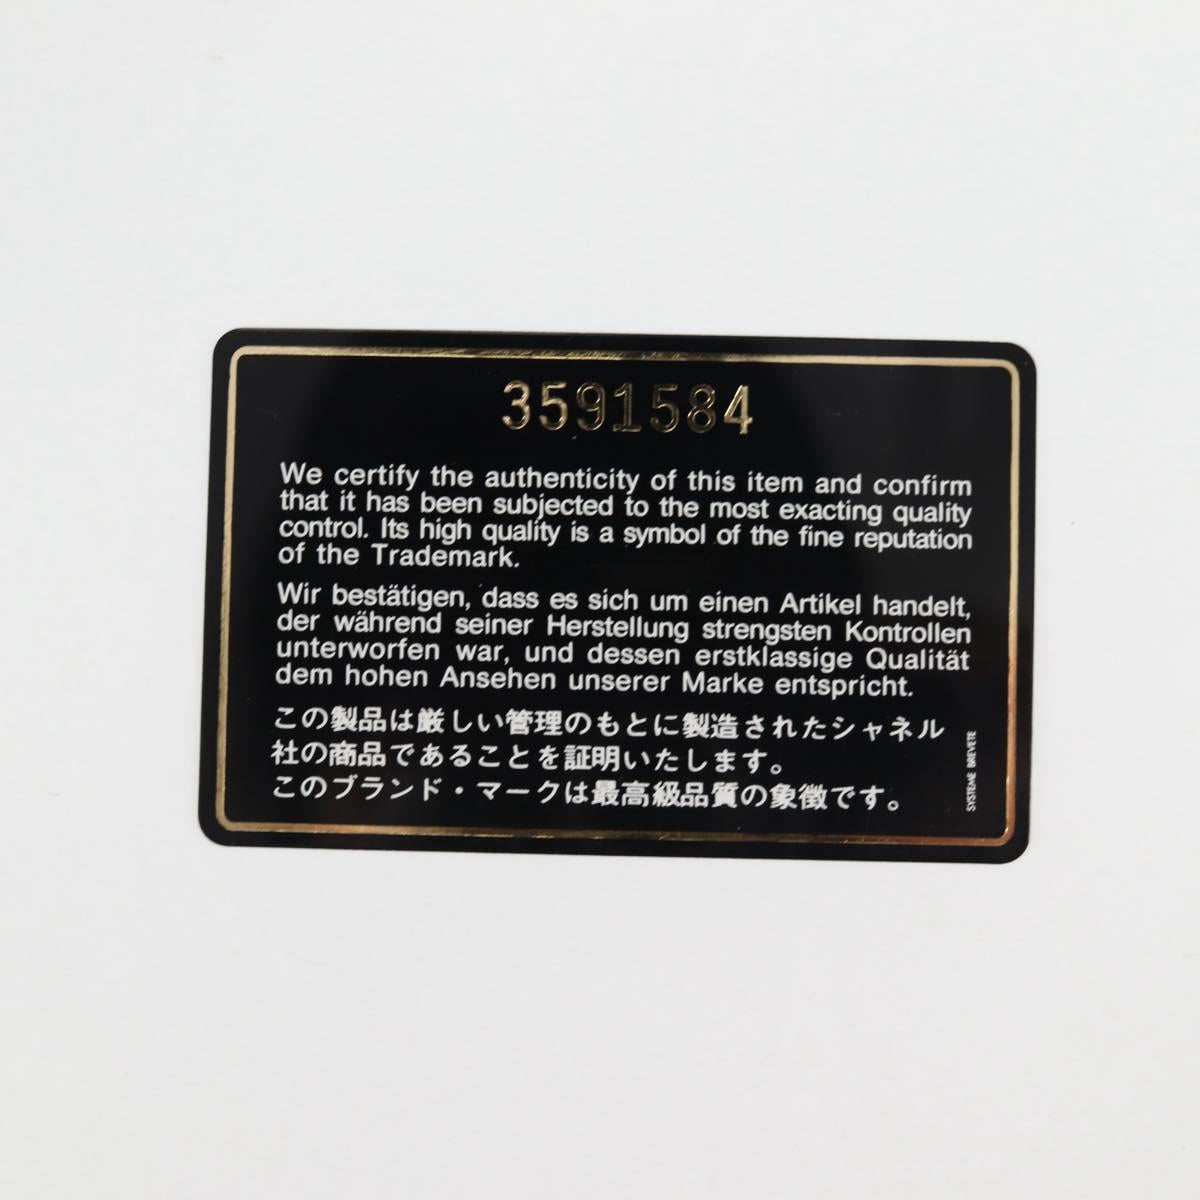 3591584
We certify the authenticity of this item and confirm
that it has been subjected to the most exacting quality
control. Its high quality is a symbol of the fine reputation
of the Trademark.
Wir bestätigen, dass es sich um einen Artikel handelt,
der während seiner Herstellung strengsten Kontrollen
unterworfen war, und dessen erstklassige Qualität
dem hohen Ansehen unserer Marke entspricht.
この製品は厳しい管理のもとに製造されたシャネル
社の商品であることを証明いたします。
このブランド・マークは最高級品質の象徴です。
SYSTEME BREVETE